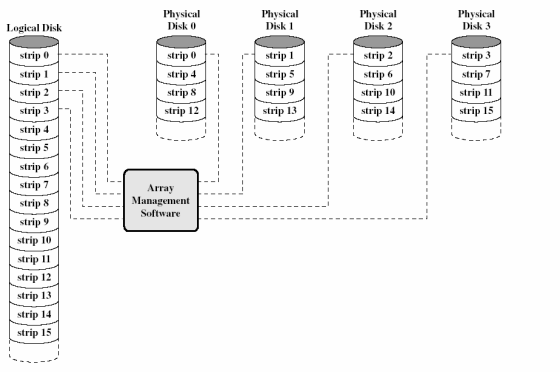 Logical Disk
strip 0
strip 1
strip 2
strip 3
strip 4
strip 5
strip 6
strip 7
strip 8
strip 9
strip 10
strip 11
strip 12
strip 13
strip 14
strip 15
Physical
Disk 0
strip 0
strip 4
strip 8
strip 12
Physical
Disk 1
strip 1
strip 5
strip 9
strip 13
Physical
Disk 2
strip 2
strip 6
strip 10
strip 14
Physical
Disk 3
strip 3
strip 7
strip 11
strip 15
Array
Management
Software